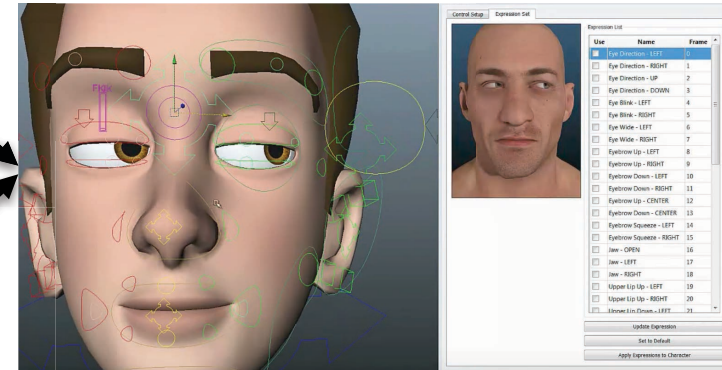 Control Setup Expression Set
Expression List
Use Name Frame
Eye Direction - LEFT 0
Eye Direction - RIGHT 1
Eye Direction - UP 2
Eye Direction - DOWN 3
Eye Blink - LEFT 4
Eye Blink - RIGHT 5
Eye Wide - LEFT 6
Eye Wide - RIGHT 7
Eyebrow Up - LEFT 8
Eyebrow Up - RIGHT 9
Eyebrow Down - LEFT 10
Eyebrow Down - RIGHT 11
Eyebrow Up - CENTER 12
Eyebrow Down - CENTER 13
Eyebrow Squeeze - LEFT 14
Eyebrow Squeeze - RIGHT 15
Jaw - OPEN 16
Jaw - LEFT 17
Jaw - RIGHT 18
Upper Lip Up - LEFT 19
Upper Lip Up - RIGHT 20
Upper Lip Down - LEFT 21
Update Expression
Set to Default
Apply Expressions to Character